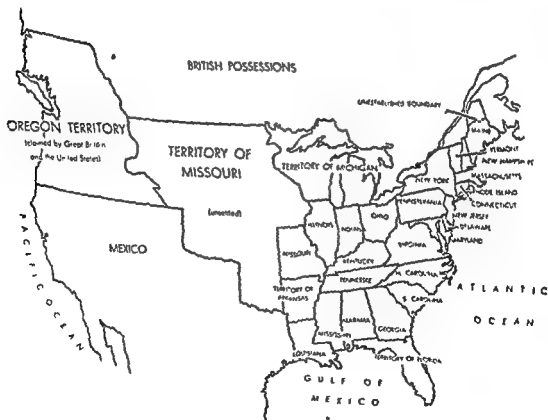 BRITISH POSSESSIONS
UNESTABLISHED BOUNDARY
OREGON TERRITORY
(claimed by Great Britain
and the United States)
TERRITORY OF
MISSOURI
(unsettled)
TERRITORY OF MICHIGAN
MAINE
VERMONT
NEW HAMPSHIRE
MASSACHUSETTS
RHODE ISLAND
CONNECTICUT
NEW YORK
PENNSYLVANIA
NEW JERSEY
DELAWARE
MARYLAND
OHIO
INDIANA
ILLINOIS
VIRGINIA
MEXICO
MISSOURI
KENTUCKY
N. CAROLINA
TENNESSEE
TERRITORY OF
ARKANSAS
S. CAROLINA
ALABAMA
GEORGIA
MISSISSIPPI
LOUISIANA
TERRITORY OF FLORIDA
PACIFIC OCEAN
ATLANTIC
OCEAN
GULF OF
MEXICO